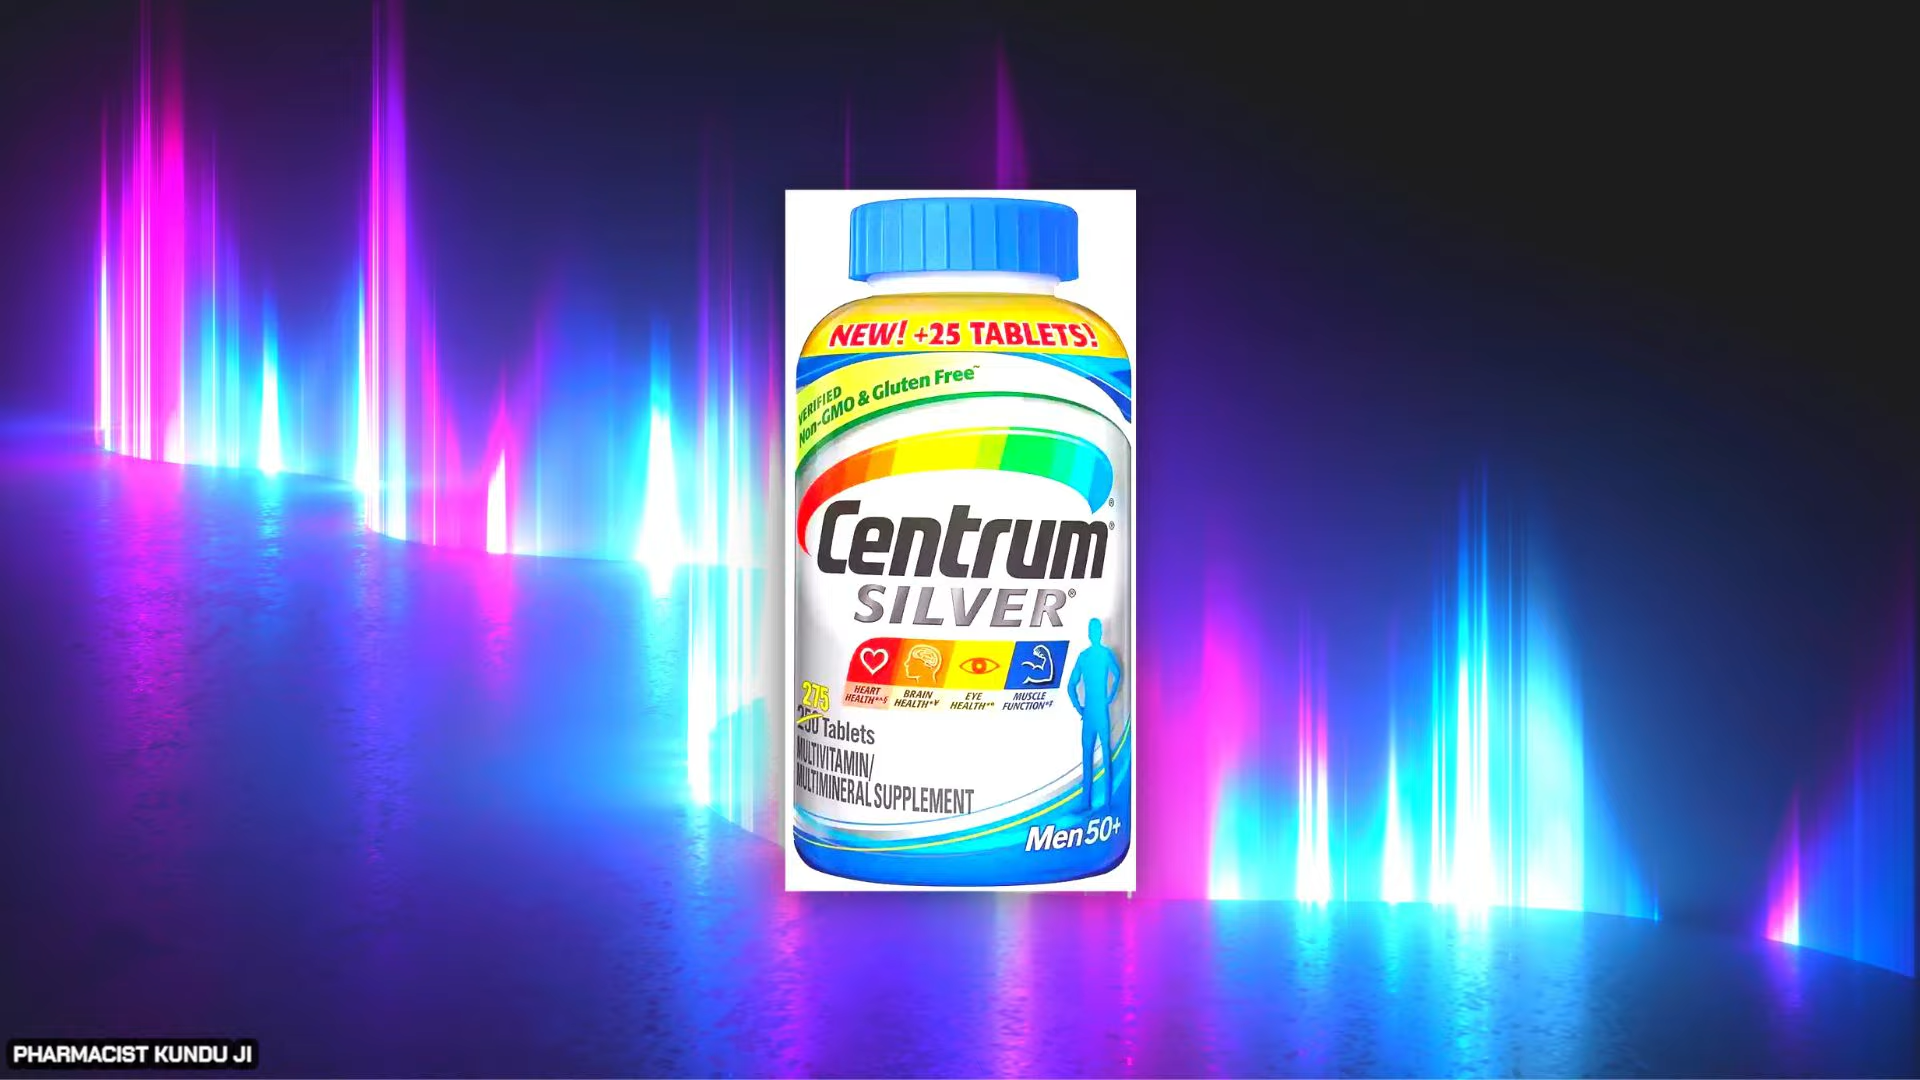 NEW! +25 TABLETS!
VERIFIED
Non-GMO & Gluten Free~
Centrum®
SILVER®
HEART HEALTH*^§
BRAIN HEALTH*¥
EYE HEALTH*
MUSCLE FUNCTION*‡
275
250 Tablets
MULTIVITAMIN/
MULTIMINERAL SUPPLEMENT
Men 50+
PHARMACIST KUNDU JI